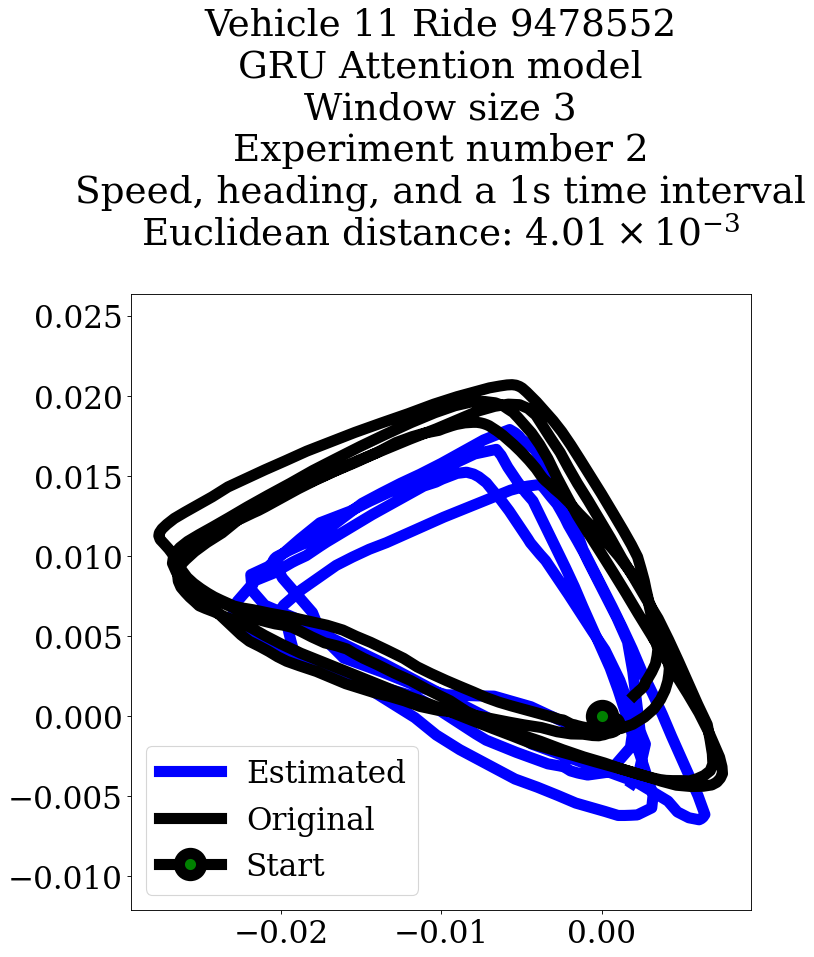 Vehicle 11 Ride 9478552
GRU Attention model
Window size 3
Experiment number 2
Speed, heading, and a 1s time interval
Euclidean distance: 4.01 × 10⁻³
0.025
0.020
0.015
0.010
0.005
0.000
−0.005
−0.010
Estimated
Original
Start
−0.02 −0.01 0.00